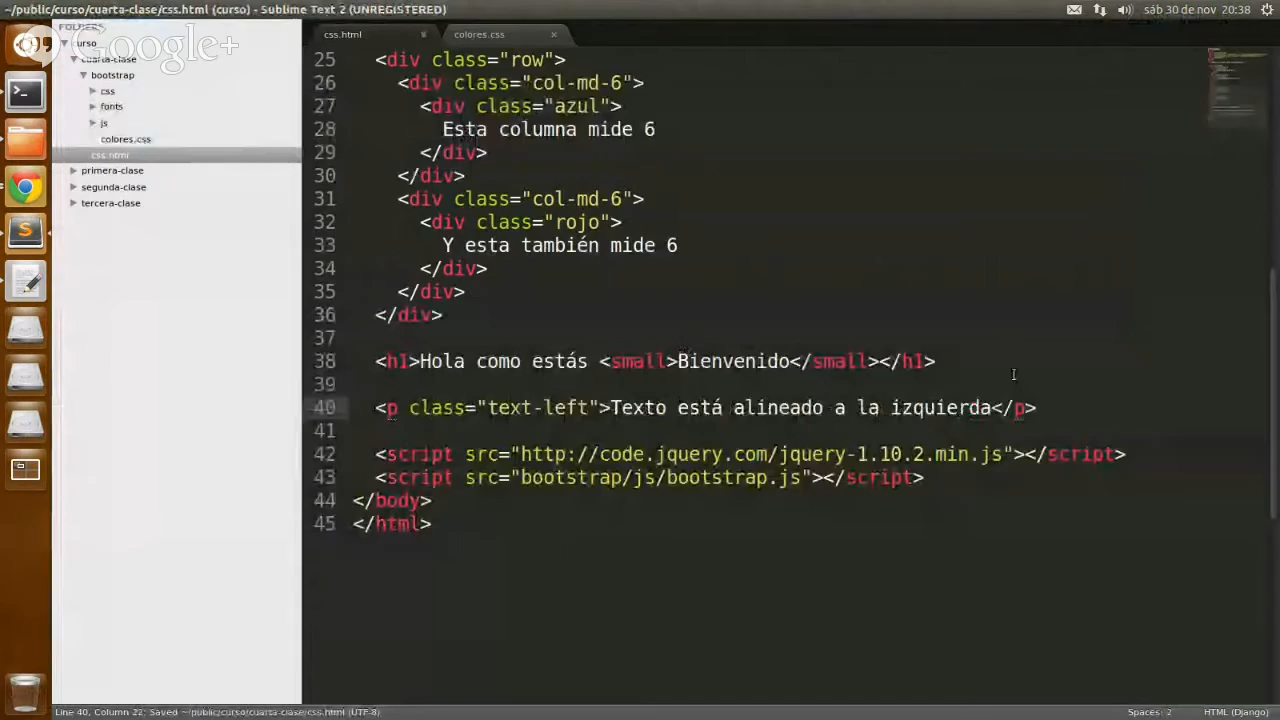 ~/public/curso/cuarta-clase/css.html (curso) - Sublime Text 2 (UNREGISTERED)
sáb 30 de nov 20:38
Google+
FOLDERS
curso
cuarta-clase
bootstrap
css
fonts
js
colores.css
css.html
primera-clase
segunda-clase
tercera-clase
css.html
colores.css
25 <div class="row">
26 <div class="col-md-6">
27 <div class="azul">
28 Esta columna mide 6
29 </div>
30 </div>
31 <div class="col-md-6">
32 <div class="rojo">
33 Y esta también mide 6
34 </div>
35 </div>
36 </div>
37
38 <h1>Hola como estás <small>Bienvenido</small></h1>
39
40 <p class="text-left">Texto está alineado a la izquierda</p>
41
42 <script src="http://code.jquery.com/jquery-1.10.2.min.js"></script>
43 <script src="bootstrap/js/bootstrap.js"></script>
44 </body>
45 </html>
Line 40, Column 22; Saved ~/public/curso/cuarta-clase/css.html (UTF-8)
Spaces: 2
HTML (Django)